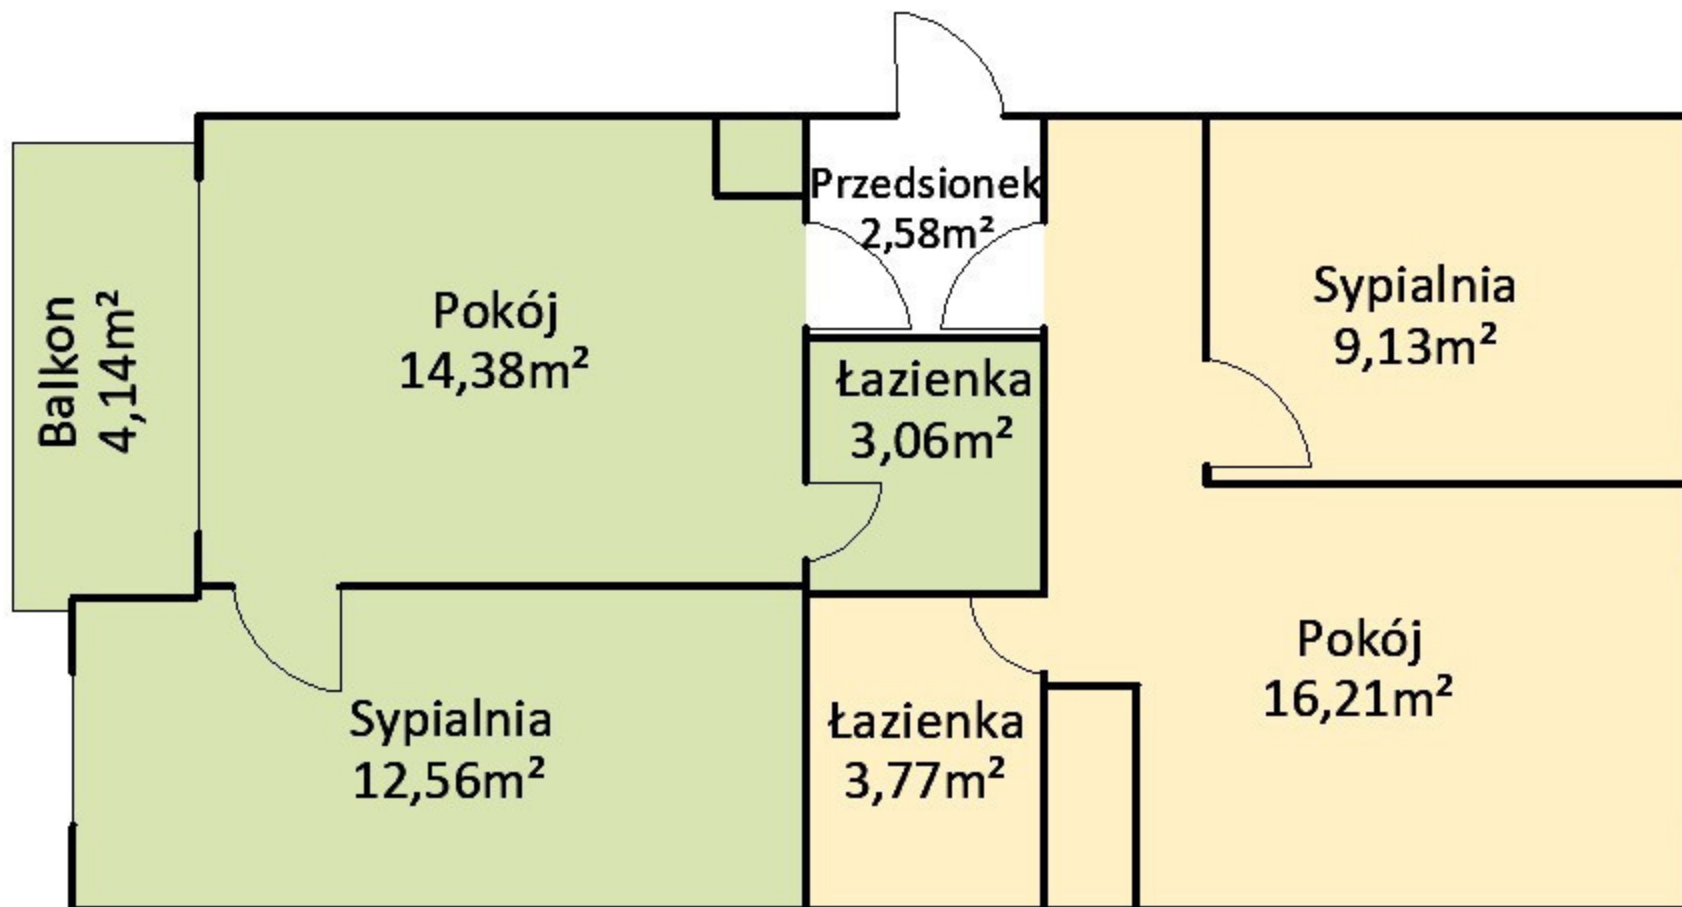 Przedsionek
2,58m²
Balkon
4,14m²
Pokój
14,38m²
Łazienka
3,06m²
Sypialnia
9,13m²
Sypialnia
12,56m²
Łazienka
3,77m²
Pokój
16,21m²